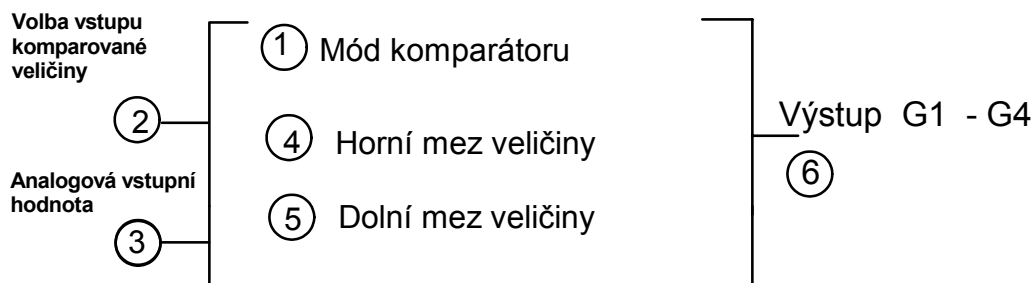 Volba vstupu
komparované
veličiny
2
Analogová vstupní
hodnota
3
1 Mód komparátoru
4 Horní mez veličiny
5 Dolní mez veličiny
Výstup G1 - G4
6